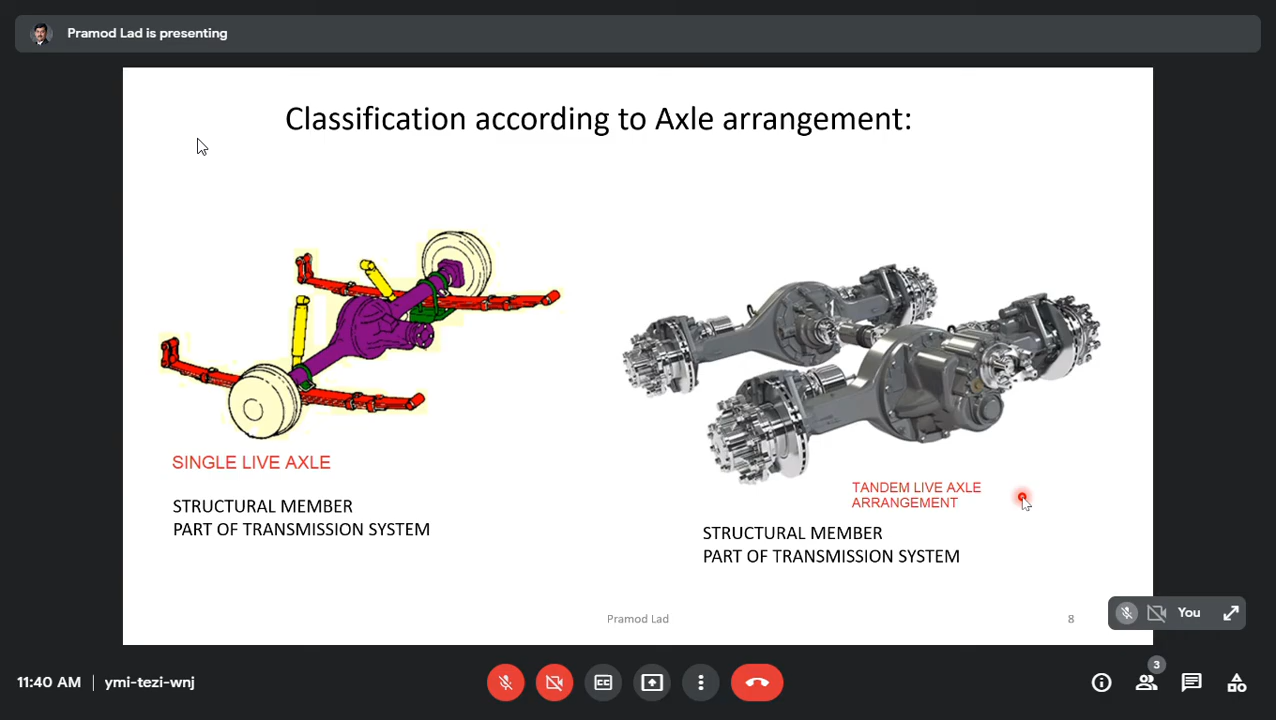 Pramod Lad is presenting
Classification according to Axle arrangement:
SINGLE LIVE AXLE
STRUCTURAL MEMBER
PART OF TRANSMISSION SYSTEM
TANDEM LIVE AXLE
ARRANGEMENT
STRUCTURAL MEMBER
PART OF TRANSMISSION SYSTEM
Pramod Lad
8
You
11:40 AM | ymi-tezi-wnj
3